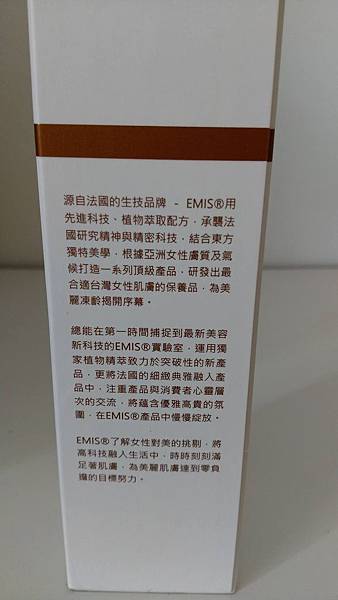 源自法國的生技品牌 - EMIS®用
先進科技、植物萃取配方，承襲法
國研究精神與精密科技，結合東方
獨特美學，根據亞洲女性膚質及氣
候打造一系列頂級產品，研發出最
合適台灣女性肌膚的保養品，為美
麗凍齡揭開序幕。
總能在第一時間捕捉到最新美容
新科技的EMIS®實驗室，運用獨
家植物精萃致力於突破性的新產
品，更將法國的細緻典雅融入產
品中，注重產品與消費者心靈層
次的交流，將蘊含優雅高貴的氛
圍，在EMIS®產品中慢慢綻放。
EMIS®了解女性對美的挑剔，將
高科技融入生活中，時時刻刻滿
足著肌膚，為美麗肌膚達到零負
擔的目標努力。